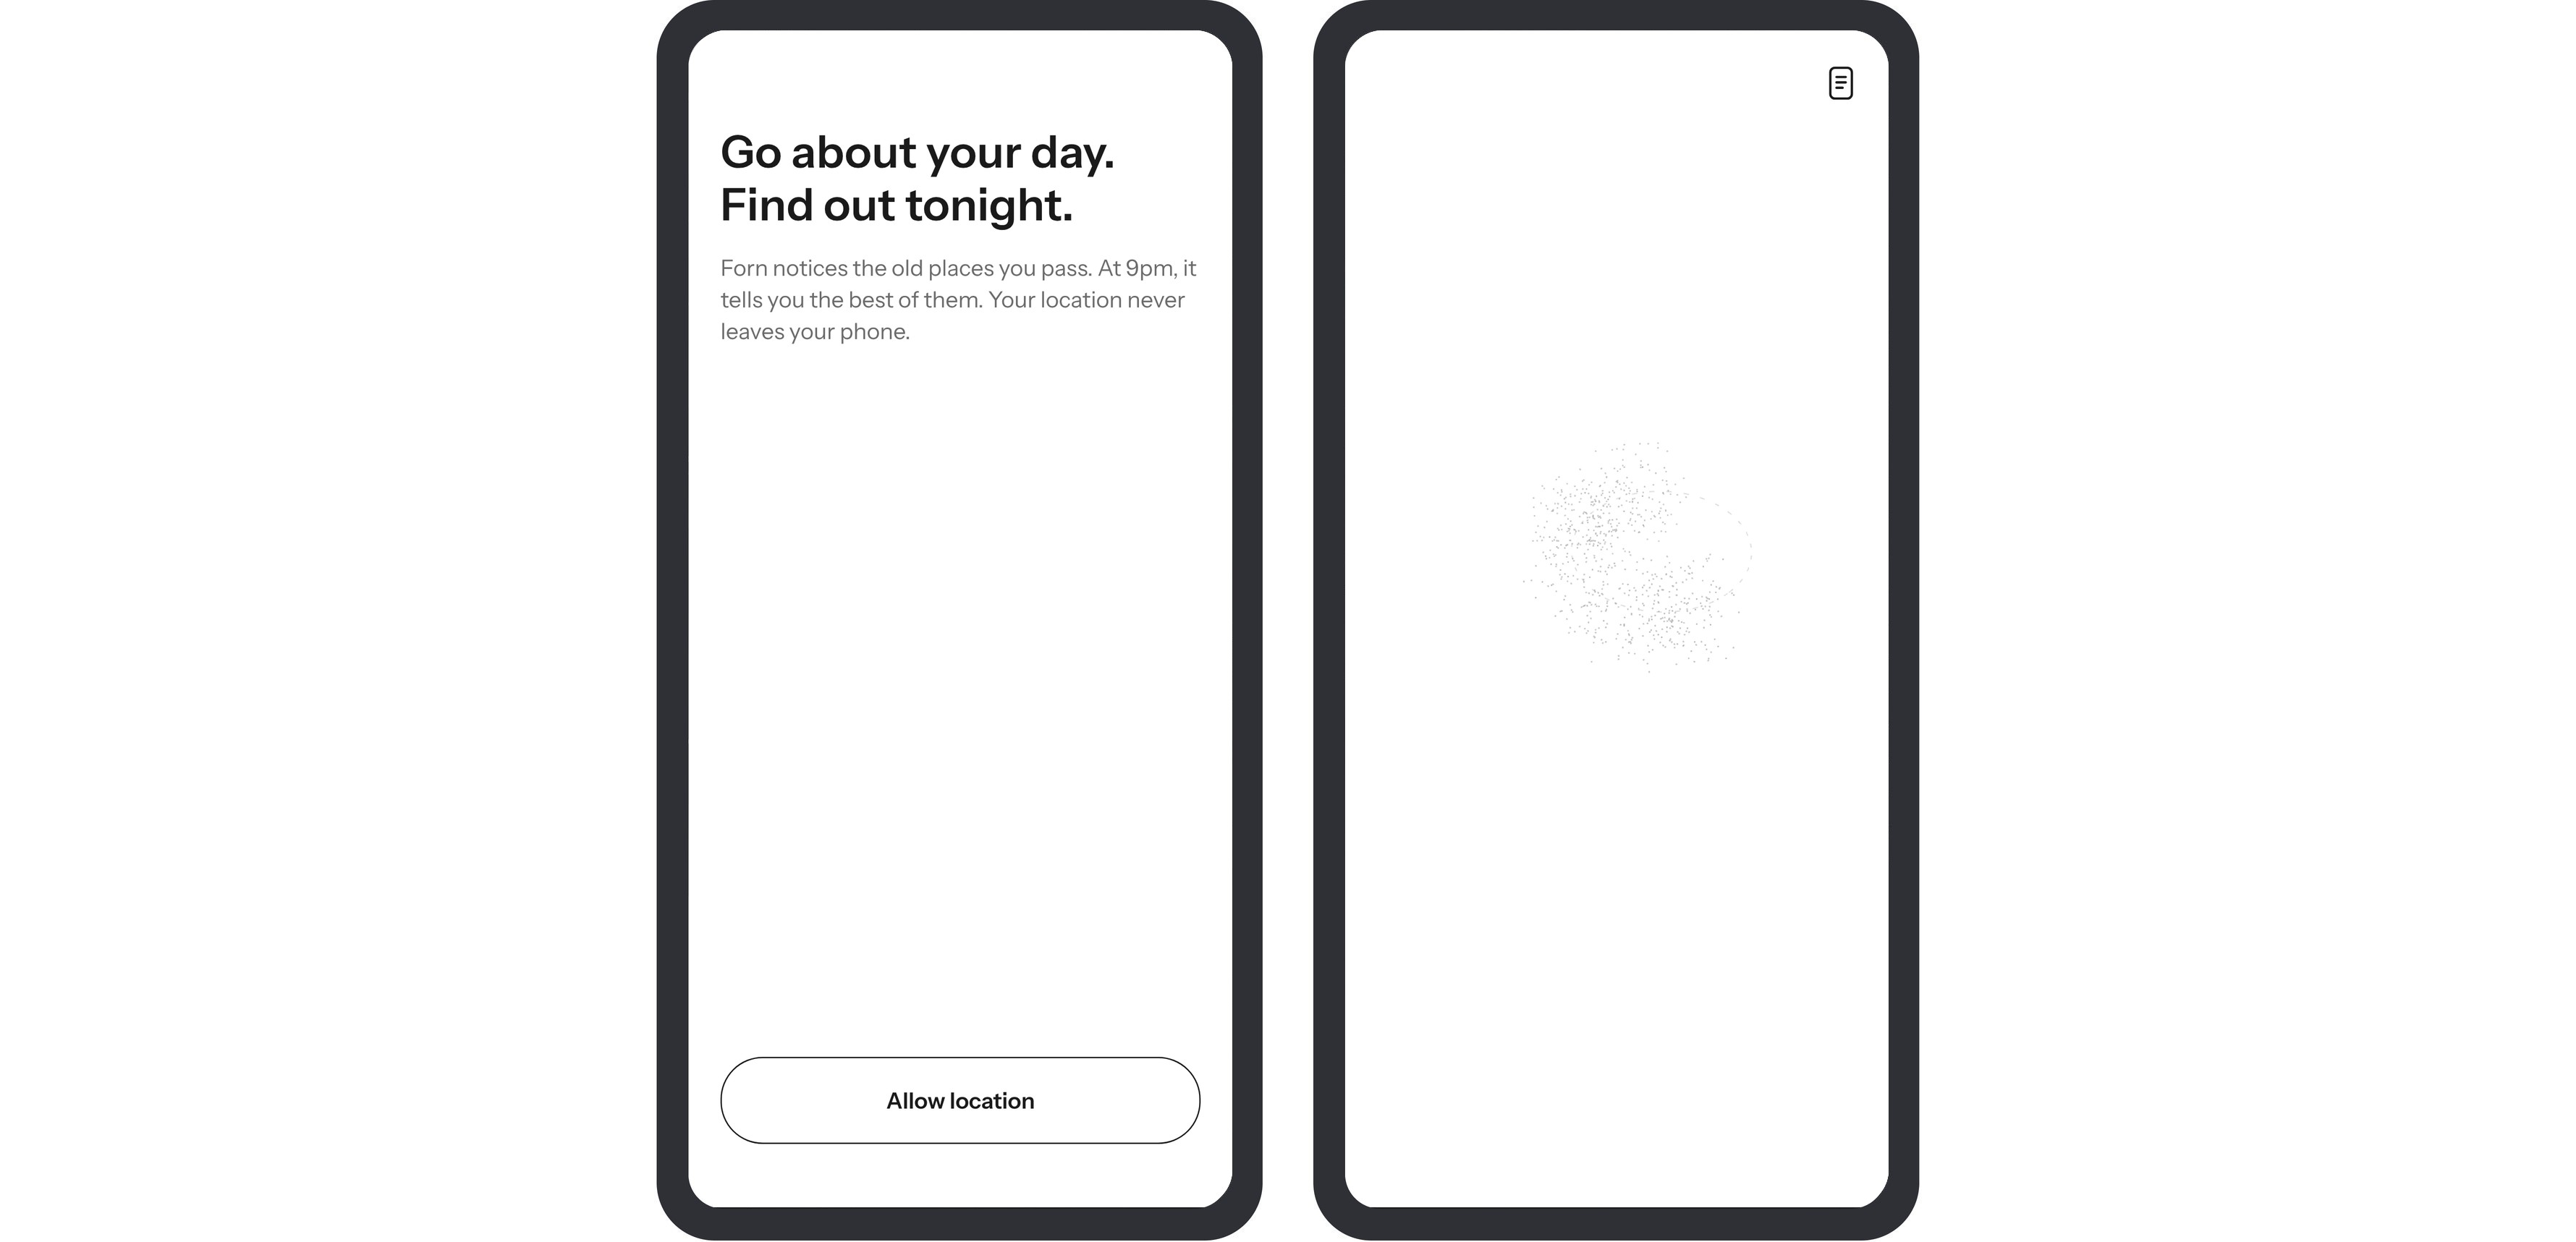 Go about your day.
Find out tonight.
Forn notices the old places you pass. At 9pm, it
tells you the best of them. Your location never
leaves your phone.
Allow location